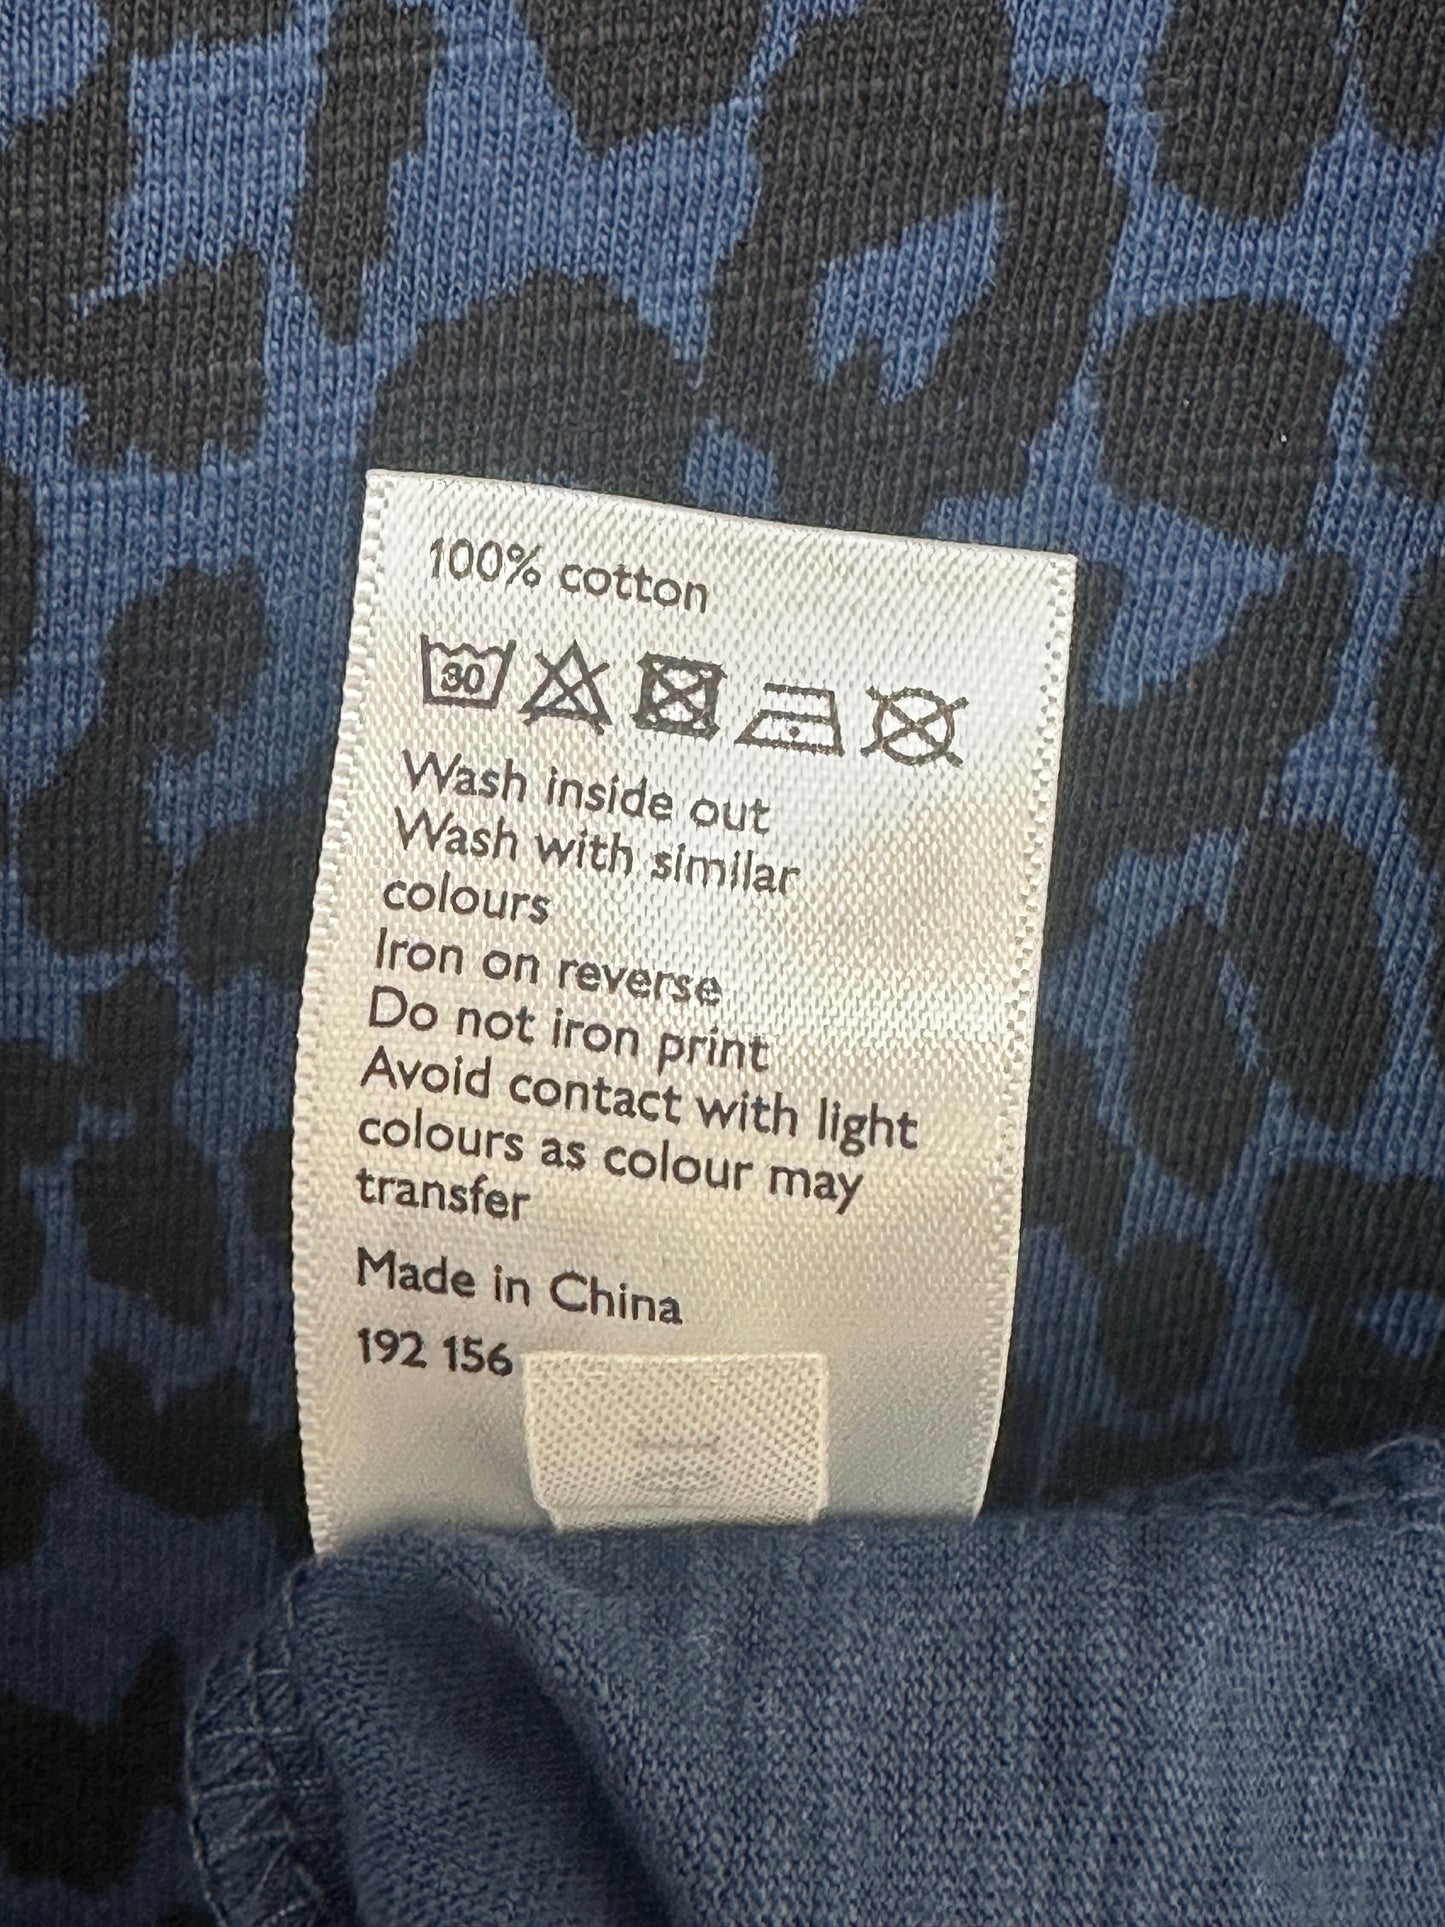 100% cotton
30
Wash inside out
Wash with similar
colours
Iron on reverse
Do not iron print
Avoid contact with light
colours as colour may
transfer
Made in China
192 156